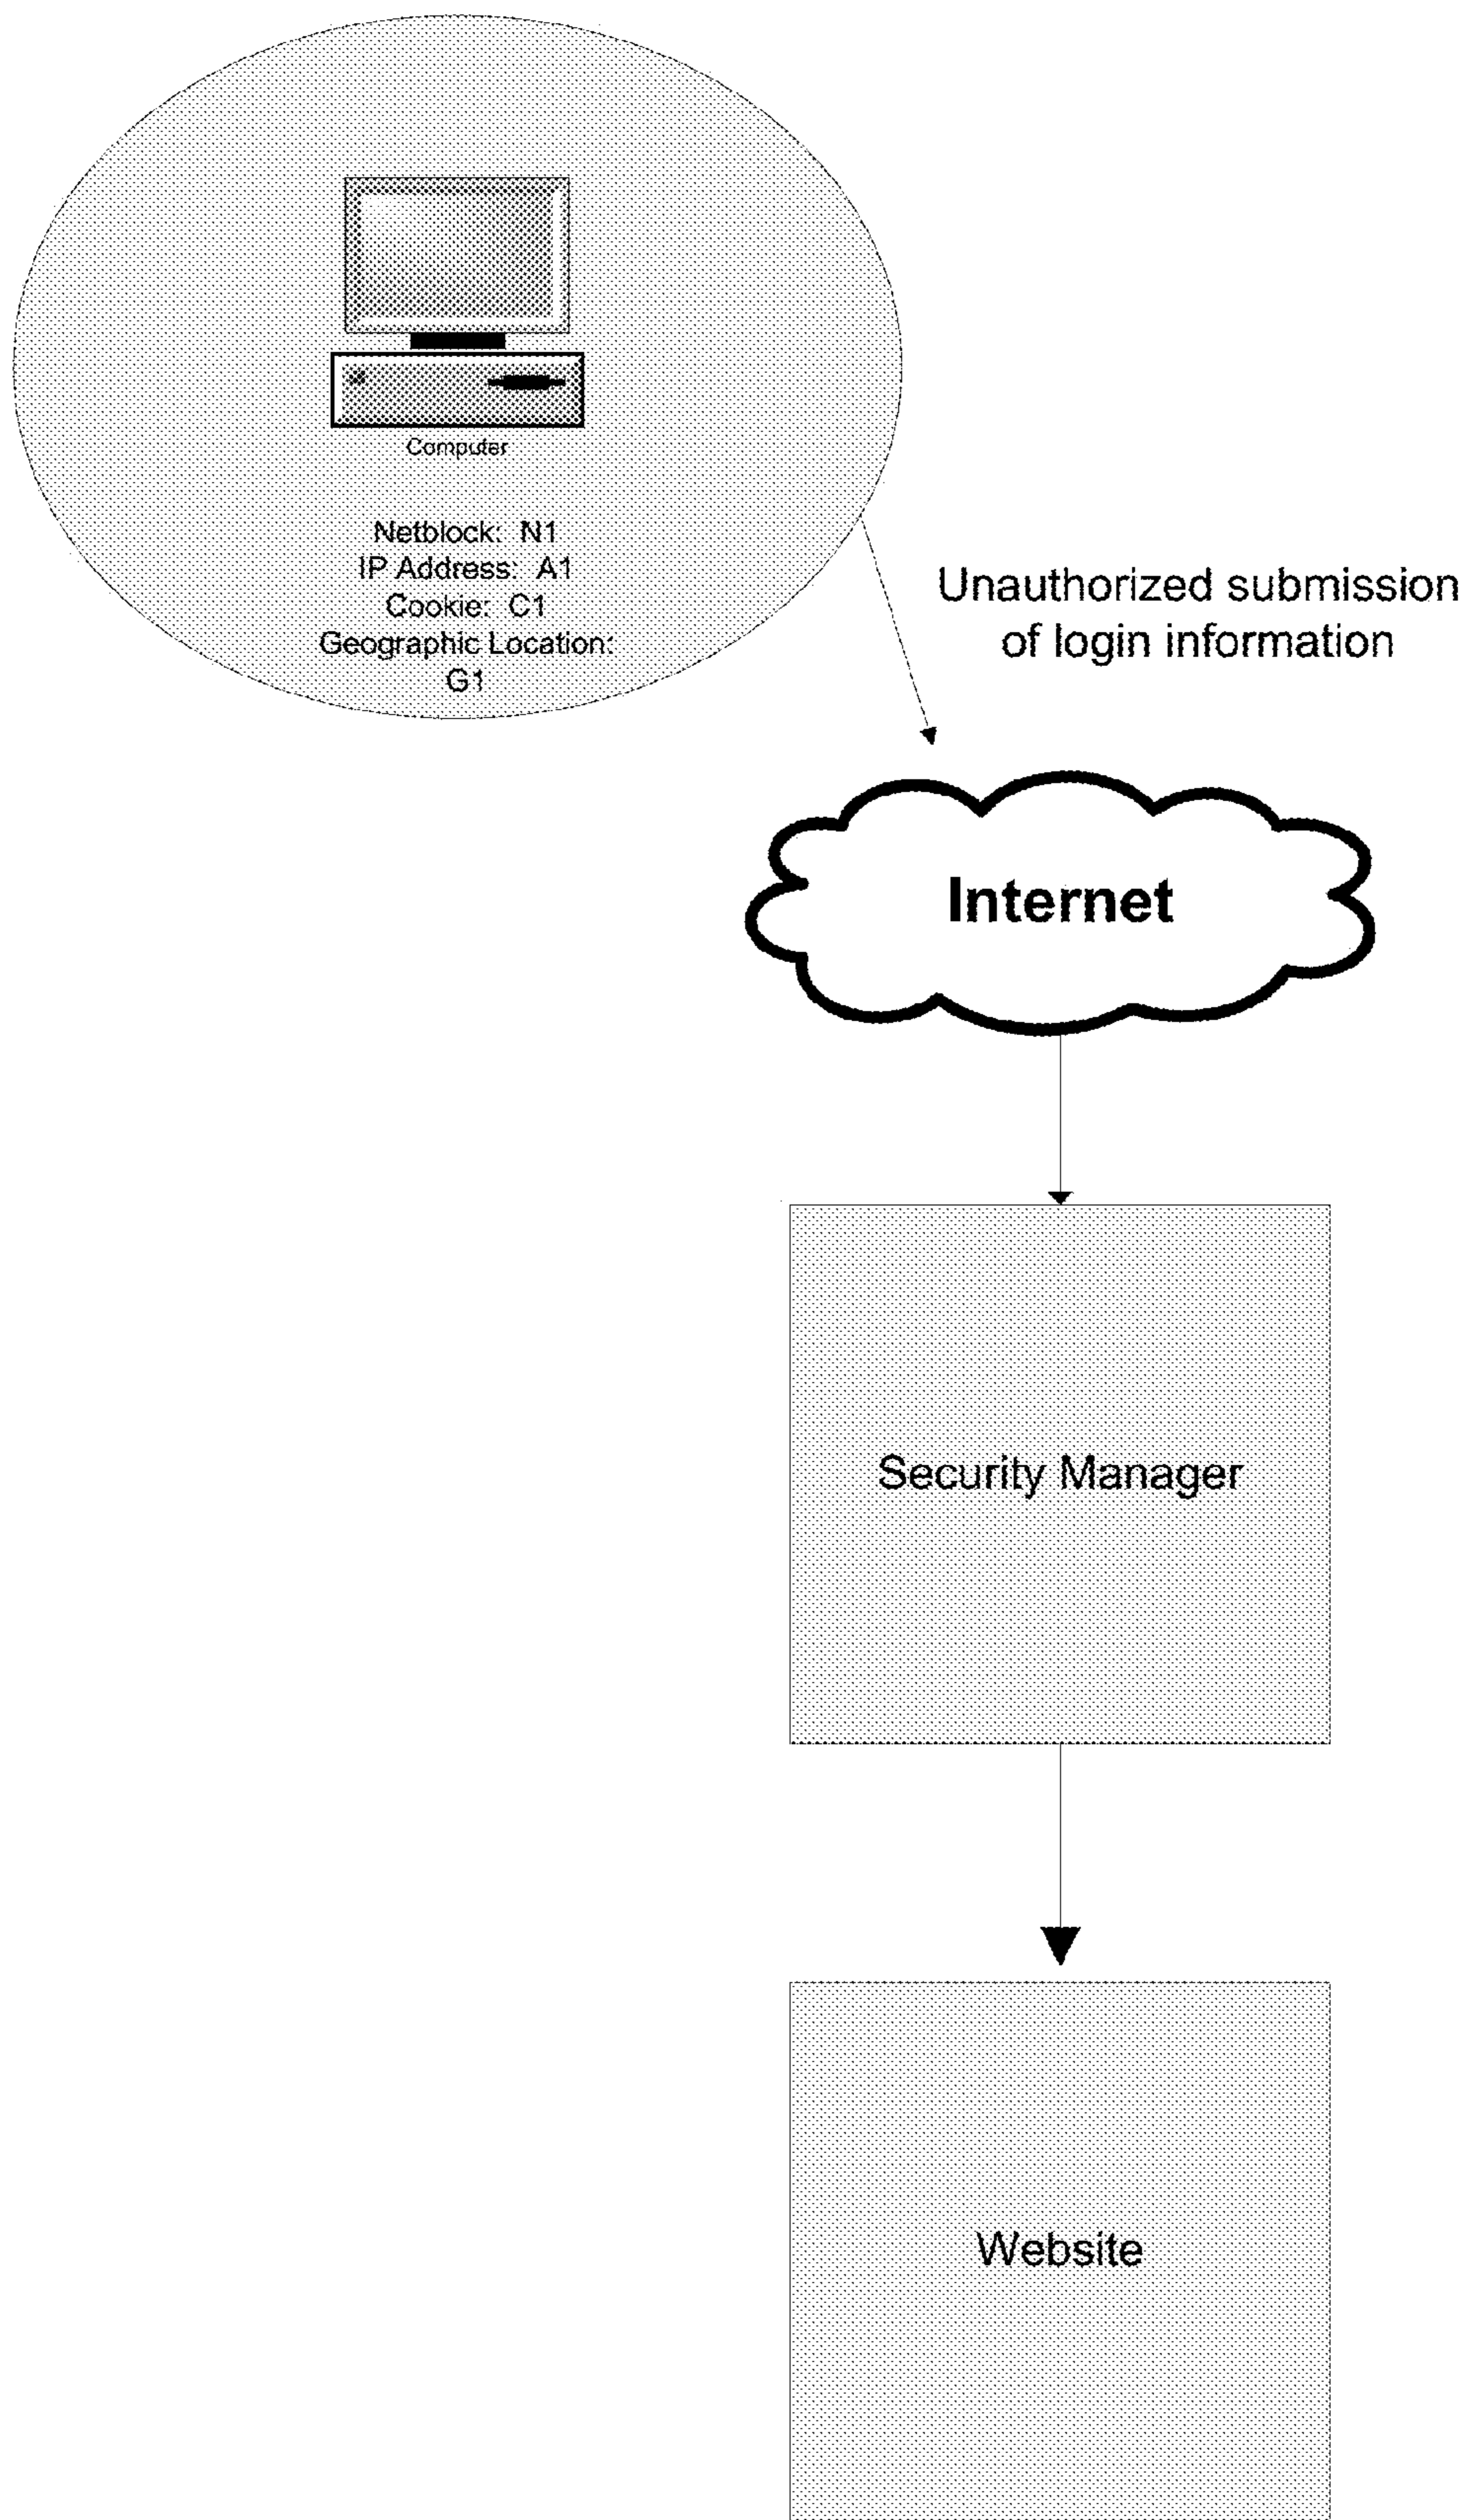 Computer
Netblock: N1
IP Address: A1
Cookie: C1
Geographic Location:
G1
Unauthorized submission
of login information
Internet
Security Manager
Website